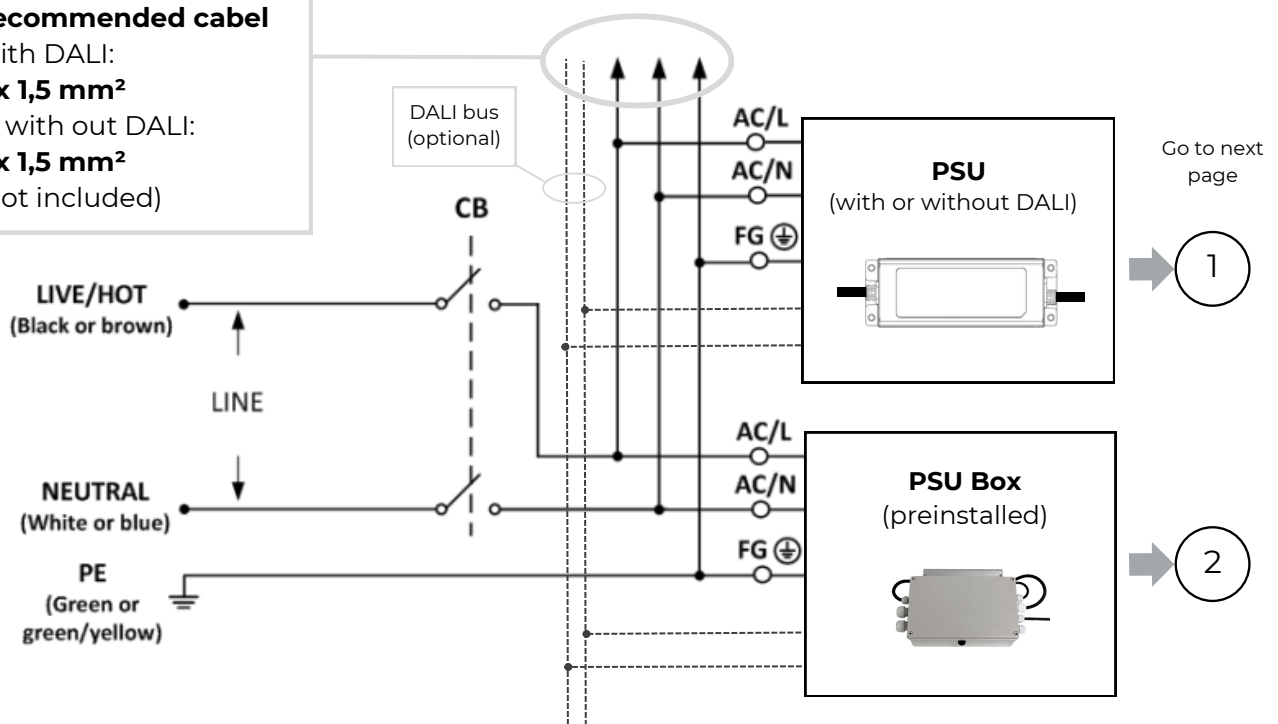 ecommended cabel
ith DALI:
x 1,5 mm²
with out DALI:
x 1,5 mm²
ot included)
DALI bus
(optional)
CB
LIVE/HOT
(Black or brown)
LINE
NEUTRAL
(White or blue)
PE
(Green or
green/yellow)
AC/L
AC/N
FG
PSU
(with or without DALI)
Go to next
page
1
AC/L
AC/N
FG
PSU Box
(preinstalled)
2